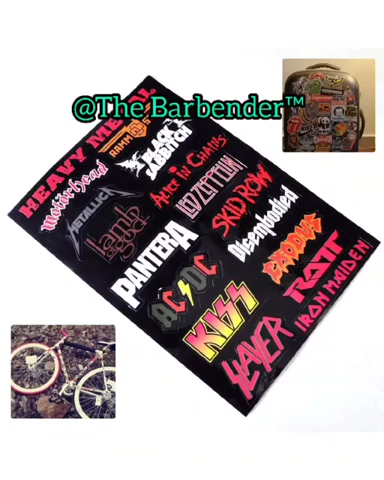 @The Barbender™
HEAVY METAL
RAMMS
Motörhead
BLACK SABBATH
METALLICA
ALICE IN CHAINS
lamb of god
LED ZEPPELIN
PANTERA
SKID ROW
AC DC
Disembodied
KISS
EXODUS
SLAYER
RATT
IRON MAIDEN